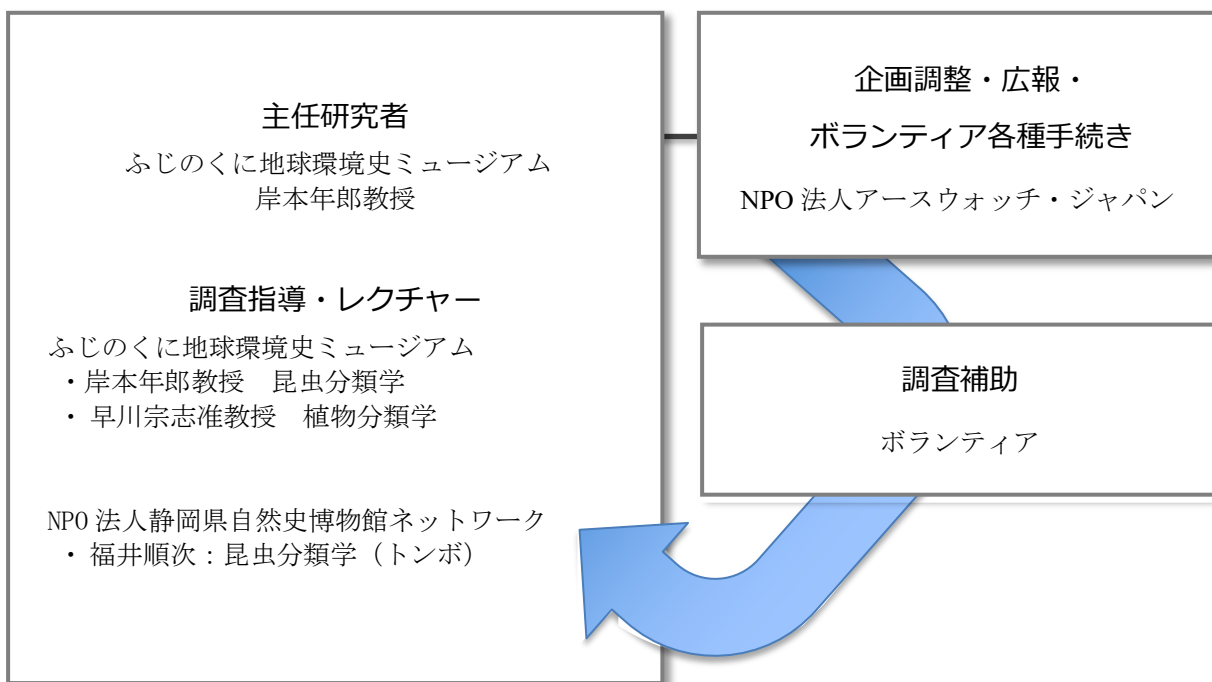 主任研究者
ふじのくに地球環境史ミュージアム
岸本年郎教授
調査指導・レクチャー
ふじのくに地球環境史ミュージアム
・岸本年郎教授　昆虫分類学
・ 早川宗志准教授　植物分類学
NPO 法人静岡県自然史博物館ネットワーク
・ 福井順次：昆虫分類学（トンボ）
企画調整・広報・
ボランティア各種手続き
NPO 法人アースウォッチ・ジャパン
調査補助
ボランティア